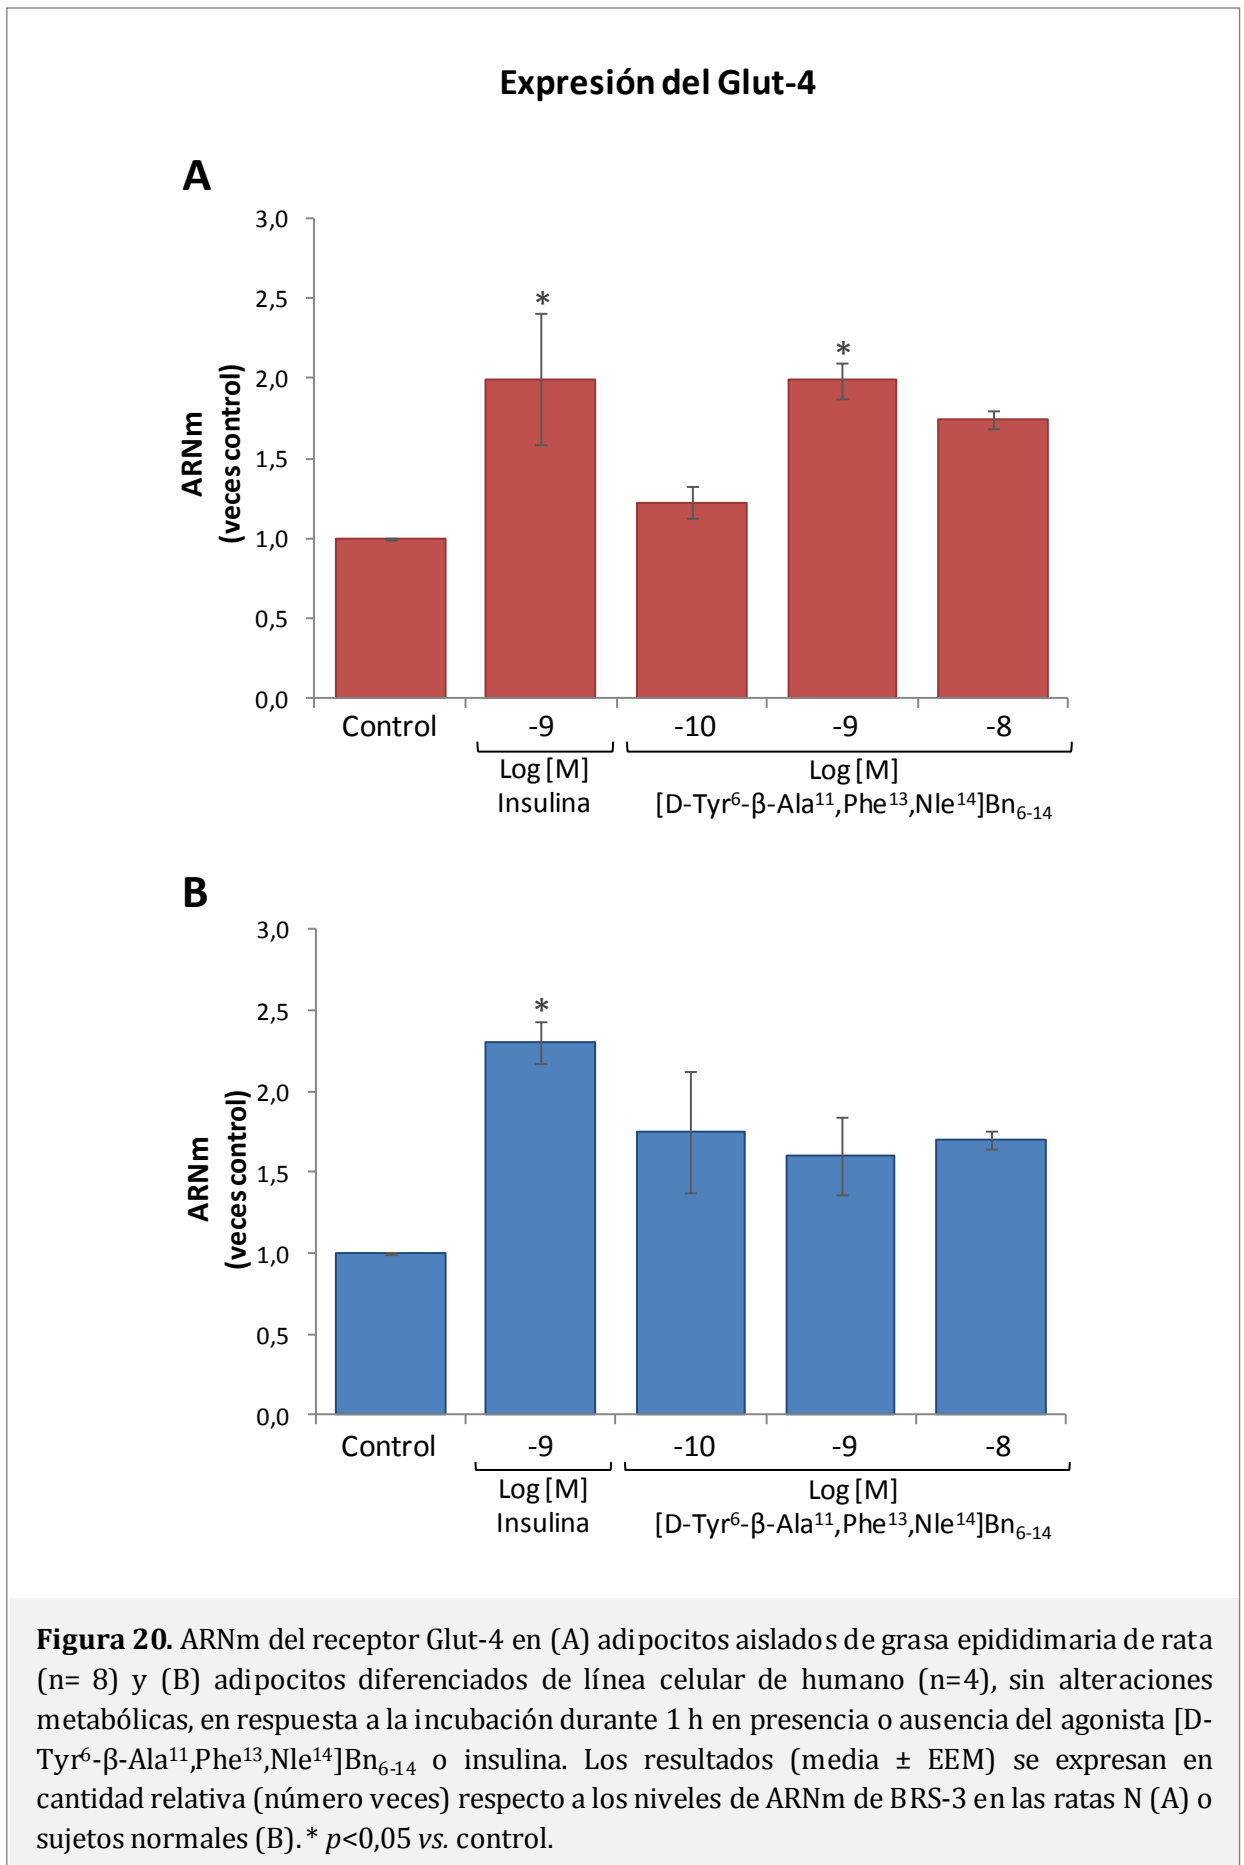 Expresión del Glut-4
A
3,0
2,5
2,0
1,5
1,0
0,5
0,0
ARNm
(veces control)
*
*
Control
-9
-10
-9
-8
Log [M]
Insulina
Log [M]
[D-Tyr⁶-β-Ala¹¹,Phe¹³,Nle¹⁴]Bn₆₋₁₄
B
3,0
2,5
2,0
1,5
1,0
0,5
0,0
ARNm
(veces control)
*
Control
-9
-10
-9
-8
Log [M]
Insulina
Log [M]
[D-Tyr⁶-β-Ala¹¹,Phe¹³,Nle¹⁴]Bn₆₋₁₄
Figura 20. ARNm del receptor Glut-4 en (A) adipocitos aislados de grasa epididimaria de rata
(n= 8) y (B) adipocitos diferenciados de línea celular de humano (n=4), sin alteraciones
metabólicas, en respuesta a la incubación durante 1 h en presencia o ausencia del agonista [D-
Tyr⁶-β-Ala¹¹,Phe¹³,Nle¹⁴]Bn₆₋₁₄ o insulina. Los resultados (media ± EEM) se expresan en
cantidad relativa (número veces) respecto a los niveles de ARNm de BRS-3 en las ratas N (A) o
sujetos normales (B). * p<0,05 vs. control.